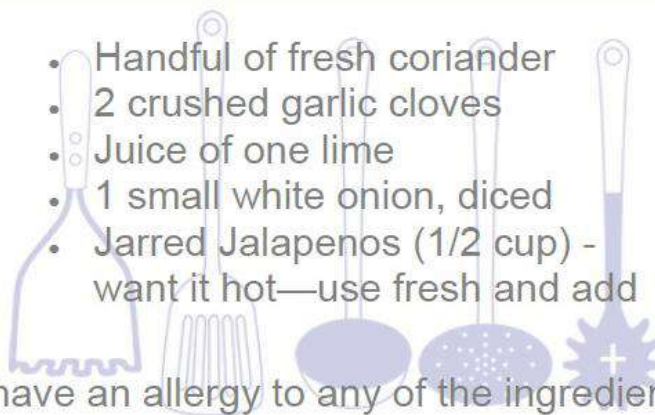 • Handful of fresh coriander
• 2 crushed garlic cloves
• Juice of one lime
• 1 small white onion, diced
• Jarred Jalapenos (1/2 cup) -
want it hot—use fresh and add
have an allergy to any of the ingredien